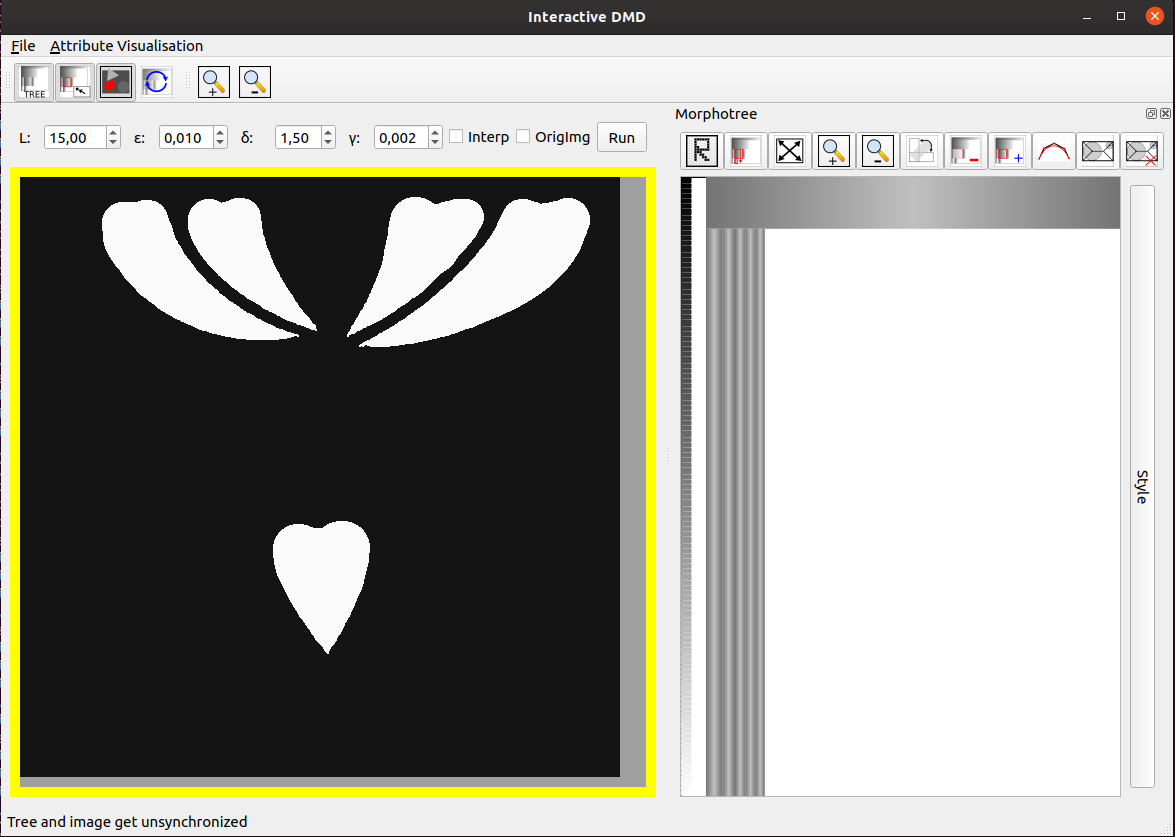 Interactive DMD
File Attribute Visualisation
TREE
Morphotree
L: 15,00 ε: 0,010 δ: 1,50 γ: 0,002 Interp OrigImg Run
R
Style
Tree and image get unsynchronized